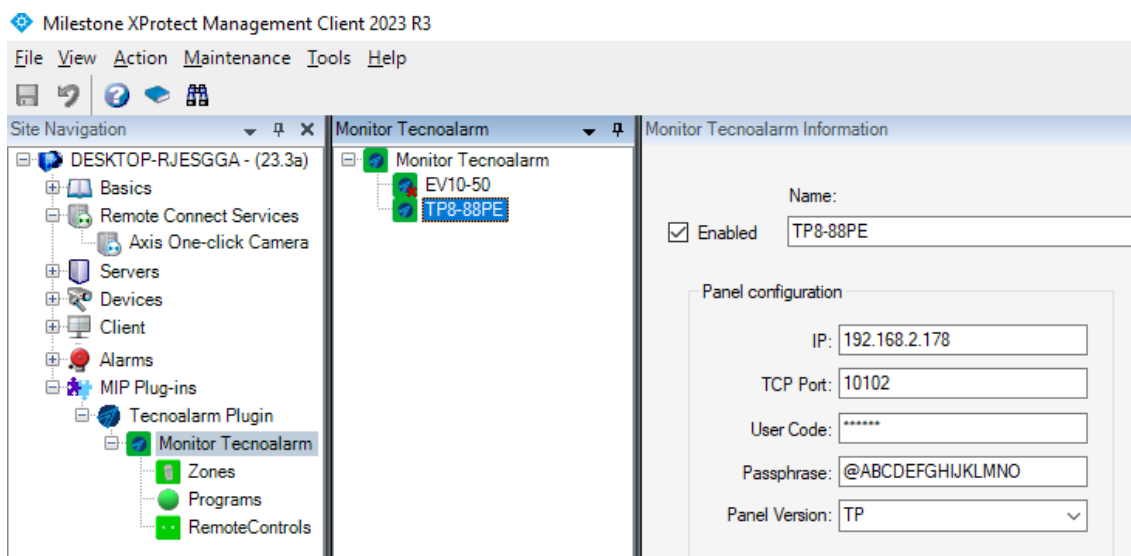 Milestone XProtect Management Client 2023 R3
File View Action Maintenance Tools Help
Site Navigation
DESKTOP-RJESGGA - (23.3a)
Basics
Remote Connect Services
Axis One-click Camera
Servers
Devices
Client
Alarms
MIP Plug-ins
Tecnoalarm Plugin
Monitor Tecnoalarm
Zones
Programs
RemoteControls
Monitor Tecnoalarm
Monitor Tecnoalarm
EV10-50
TP8-88PE
Monitor Tecnoalarm Information
Name:
Enabled TP8-88PE
Panel configuration
IP: 192.168.2.178
TCP Port: 10102
User Code: ******
Passphrase: @ABCDEFGHIJKLMNO
Panel Version: TP